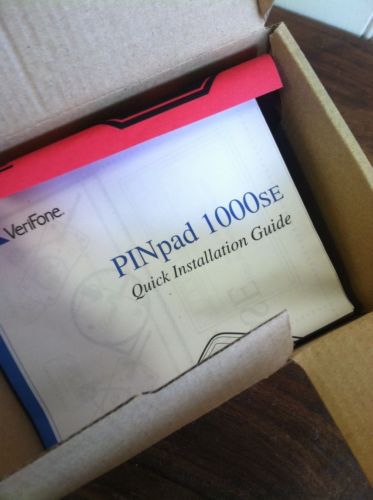 VeriFone
PINpad 1000SE
Quick Installation Guide